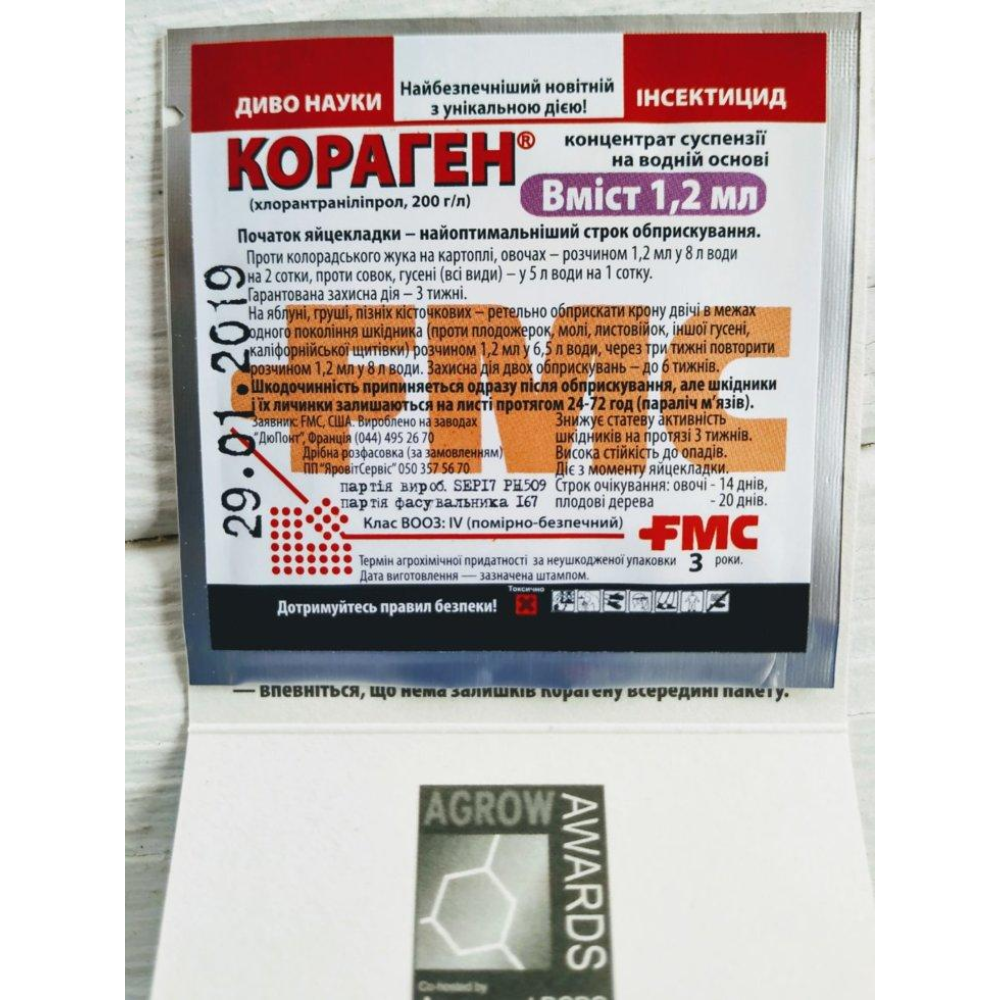 ДИВО НАУКИ
Найбезпечніший новітній
з унікальною дією!
ІНСЕКТИЦИД
КОРАГЕН®
(хлорантраніліпрол, 200 г/л)
концентрат суспензії
на водній основі
Вміст 1,2 мл
Початок яйцекладки – найоптимальніший строк обприскування.
Проти колорадського жука на картоплі, овочах – розчином 1,2 мл у 8 л води
на 2 сотки, проти совок, гусені (всі види) – у 5 л води на 1 сотку.
Гарантована захисна дія – 3 тижні.
На яблуні, груші, пізніх кісточкових – ретельно обприскати крону двічі в межах
одного покоління шкідника (проти плодожерок, молі, листовійок, іншої гусені,
каліфорнійської щитівки) розчином 1,2 мл у 6,5 л води, через три тижні повторити
розчином 1,2 мл у 8 л води. Захисна дія двох обприскувань – до 6 тижнів.
Шкодочинність припиняеться одразу після обприскування, але шкідники
і їх личинки залишаються на листі протягом 24-72 год (параліч м'язів).
Заявник: FMC, США. Вироблено на заводах
"ДюПонт", Франція (044) 495 26 70
Дрібна розфасовка (за замовленням)
ПП "ЯровітСервіс" 050 357 56 70
Знижує статеву активність
шкідників на протязі 3 тижнів.
Висока стійкість до опадів.
Діє з моменту яйцекладки.
Строк очікування: овочі - 14 днів,
плодові дерева - 20 днів.
партія вироб. SEPI7 PH509
партія фасувальника I67
29.01.2019
Клас ВООЗ: IV (помірно-безпечний)
FMC
FMC
Термін агрохімічної придатності за неушкодженої упаковки 3 роки.
Дата виготовлення — зазначена штампом.
Дотримуйтесь правил безпеки!
Токсично
— впевніться, що нема залишків Корагену всередині пакету.
AGROW
AWARDS
Co-hosted by